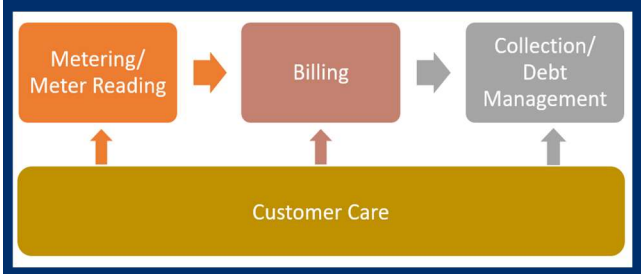 Metering/
Meter Reading
Billing
Collection/
Debt
Management
Customer Care